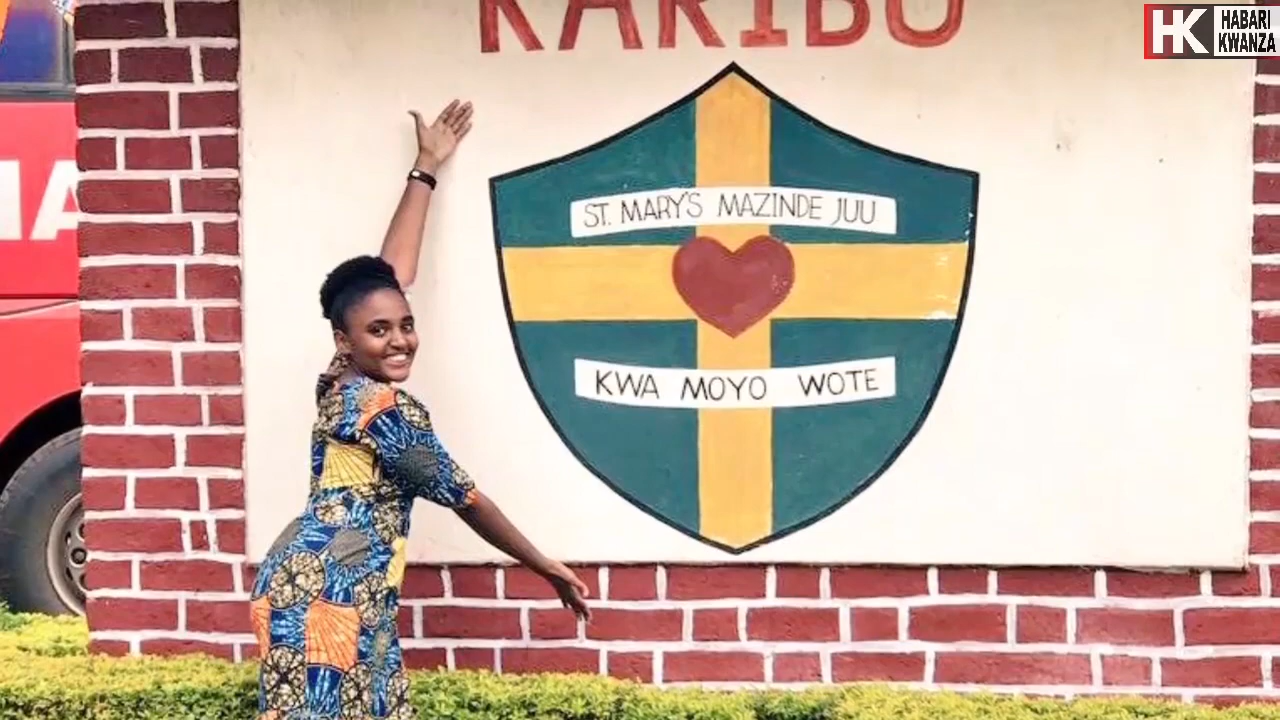 KARIBU
HK HABARI
KWANZA
ST. MARY'S MAZINDE JUU
KWA MOYO WOTE